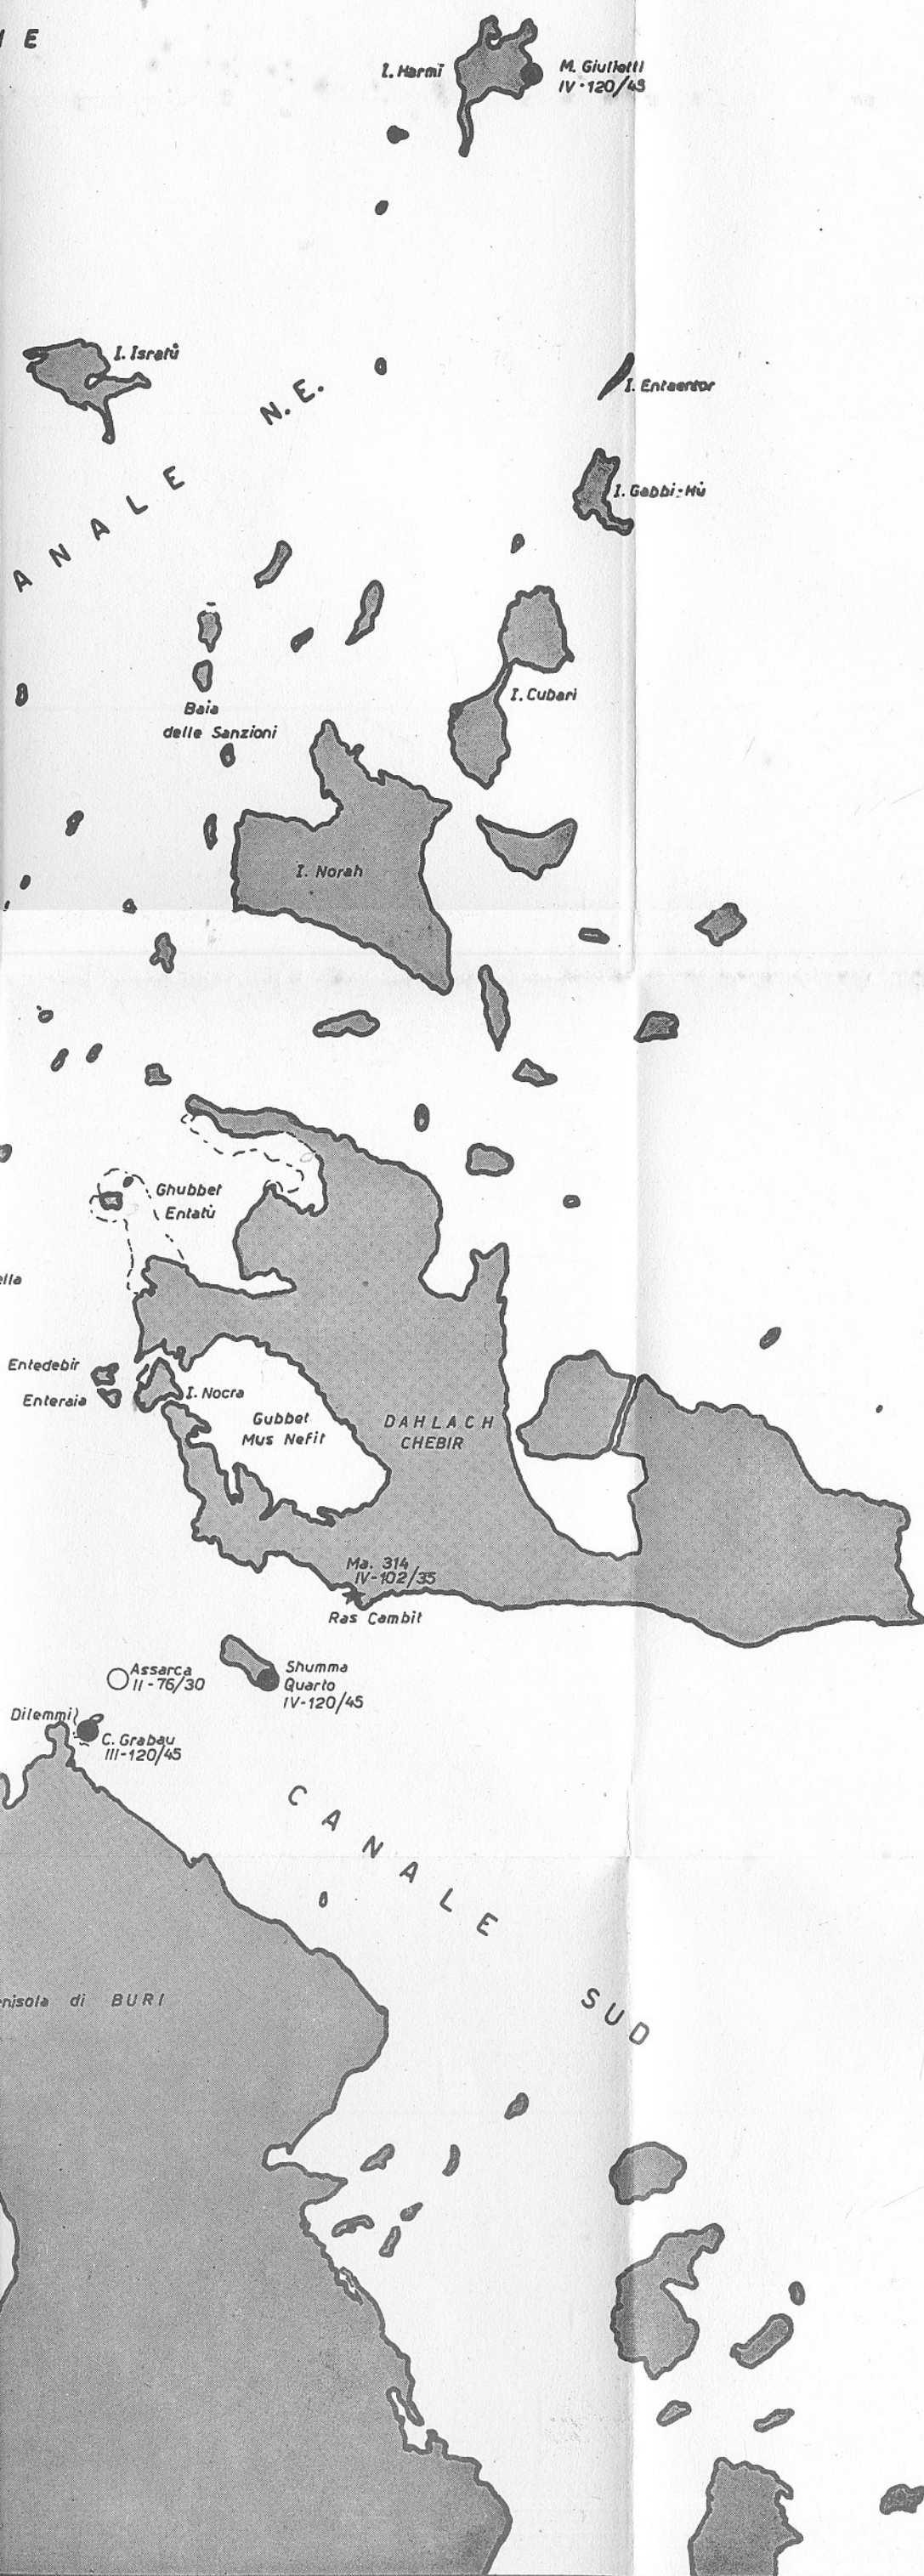 I E
I. Harmi
M. Giulietti
IV-120/45
I. Isratù
N. E.
I. Entaentor
ANALE
I. Gabbi-Hù
I. Cubari
Baia
delle Sanzioni
I. Norah
Ghubbet
Entatù
ella
Entedebir
Enteraia
I. Nocra
Gubbet
Mus Nefit
DAHLACH
CHEBIR
Ma. 314
IV-102/35
Ras Cambit
Assarca
II-76/30
Shumma
Quarto
IV-120/45
Dilemmi
C. Grabau
III-120/45
CANALE
nisola di BURI
SUD